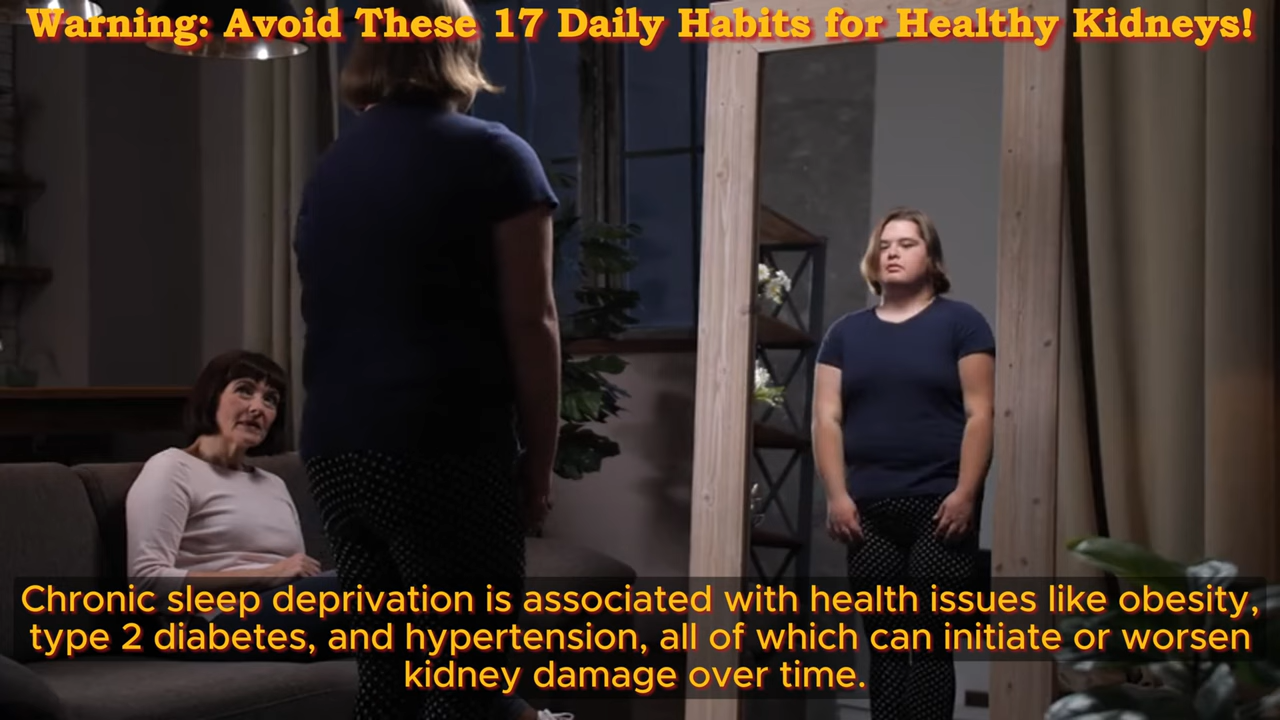 Warning: Avoid These 17 Daily Habits for Healthy Kidneys!
Chronic sleep deprivation is associated with health issues like obesity,
type 2 diabetes, and hypertension, all of which can initiate or worsen
kidney damage over time.